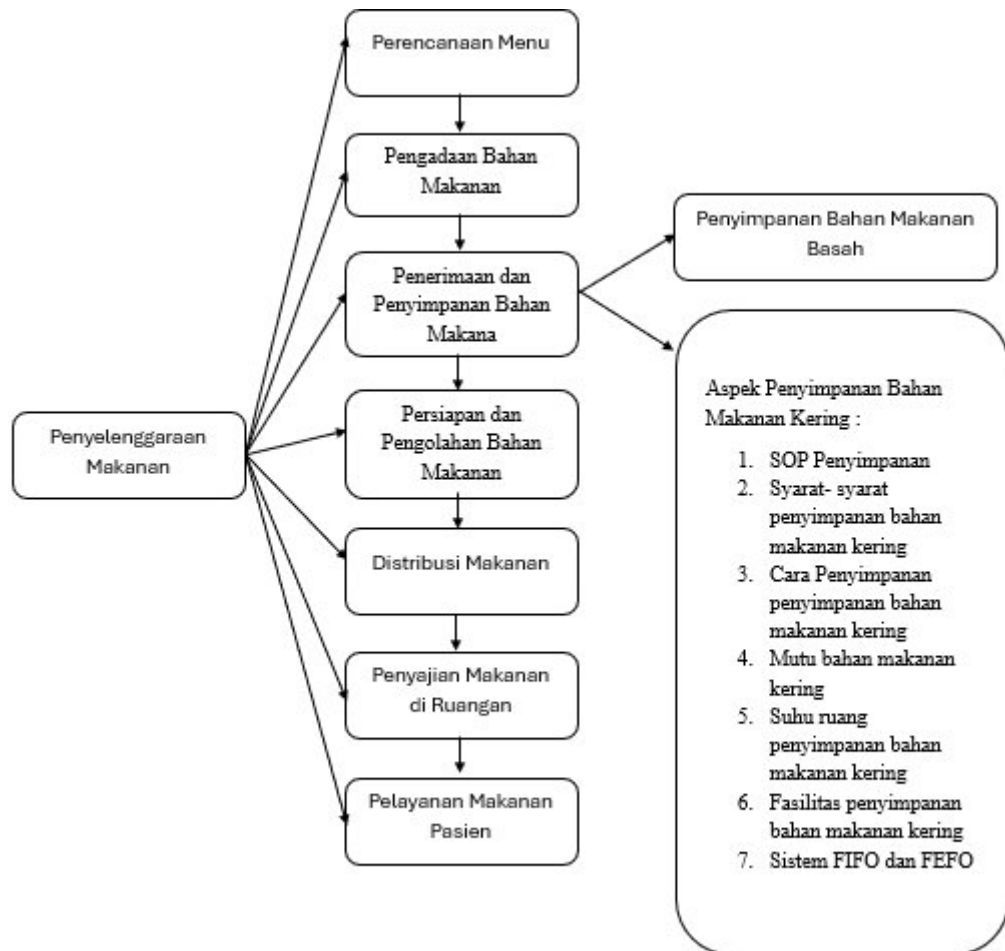 Perencanaan Menu
Pengadaan Bahan
Makanan
Penerimaan dan
Penyimpanan Bahan
Makana
Persiapan dan
Pengolahan Bahan
Makanan
Distribusi Makanan
Penyajian Makanan
di Ruangan
Pelayanan Makanan
Pasien
Penyelenggaraan
Makanan
Penyimpanan Bahan Makanan
Basah
Aspek Penyimpanan Bahan
Makanan Kering :
1. SOP Penyimpanan
2. Syarat- syarat
penyimpanan bahan
makanan kering
3. Cara Penyimpanan
penyimpanan bahan
makanan kering
4. Mutu bahan makanan
kering
5. Suhu ruang
penyimpanan bahan
makanan kering
6. Fasilitas penyimpanan
bahan makanan kering
7. Sistem FIFO dan FEFO